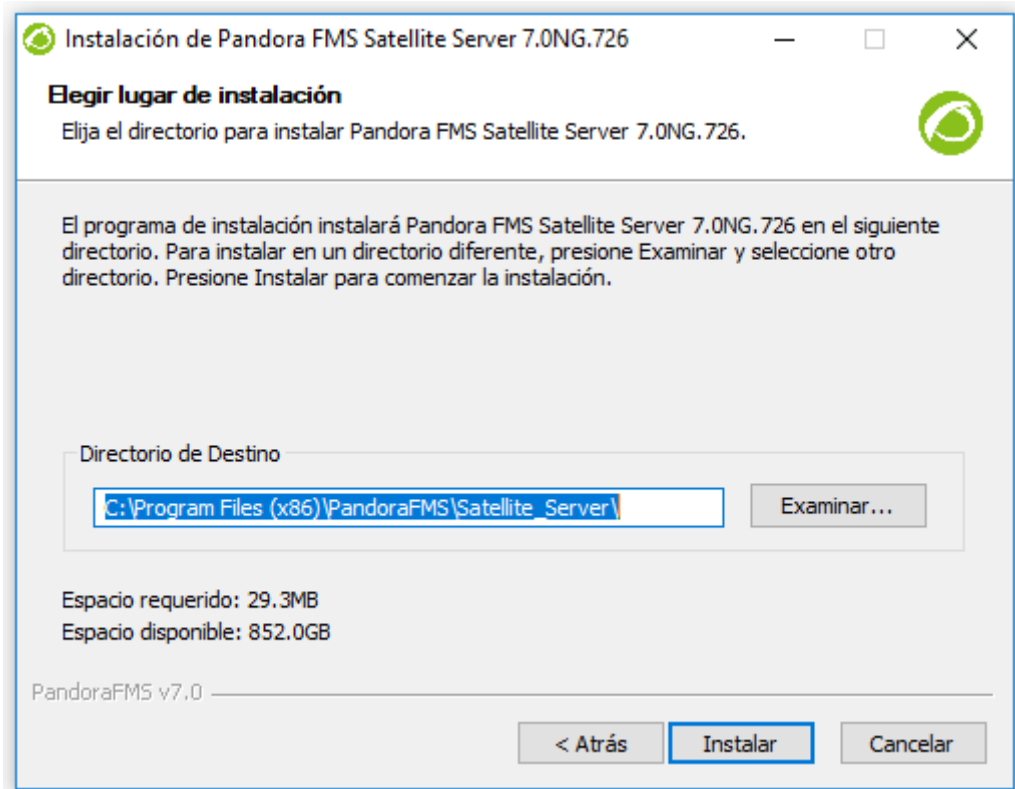 Instalación de Pandora FMS Satellite Server 7.0NG.726
Elegir lugar de instalación
Elija el directorio para instalar Pandora FMS Satellite Server 7.0NG.726.
El programa de instalación instalará Pandora FMS Satellite Server 7.0NG.726 en el siguiente
directorio. Para instalar en un directorio diferente, presione Examinar y seleccione otro
directorio. Presione Instalar para comenzar la instalación.
Directorio de Destino
C:\Program Files (x86)\PandoraFMS\Satellite_Server\
Examinar...
Espacio requerido: 29.3MB
Espacio disponible: 852.0GB
PandoraFMS v7.0
< Atrás
Instalar
Cancelar